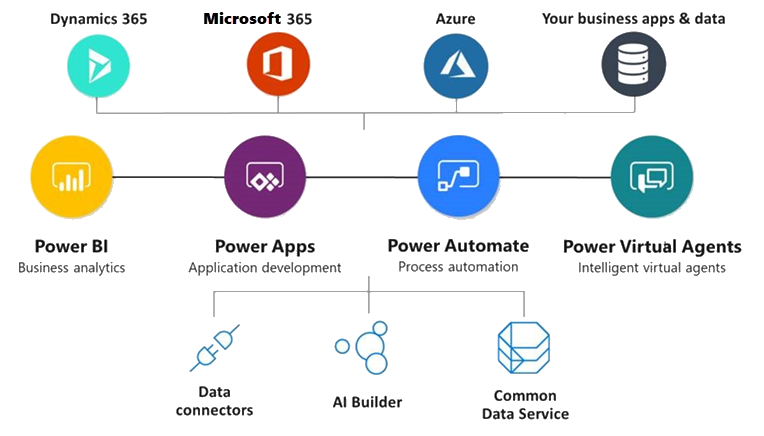 Dynamics 365
Microsoft 365
Azure
Your business apps & data
Power BI
Business analytics
Power Apps
Application development
Power Automate
Process automation
Power Virtual Agents
Intelligent virtual agents
Data
connectors
AI Builder
Common
Data Service